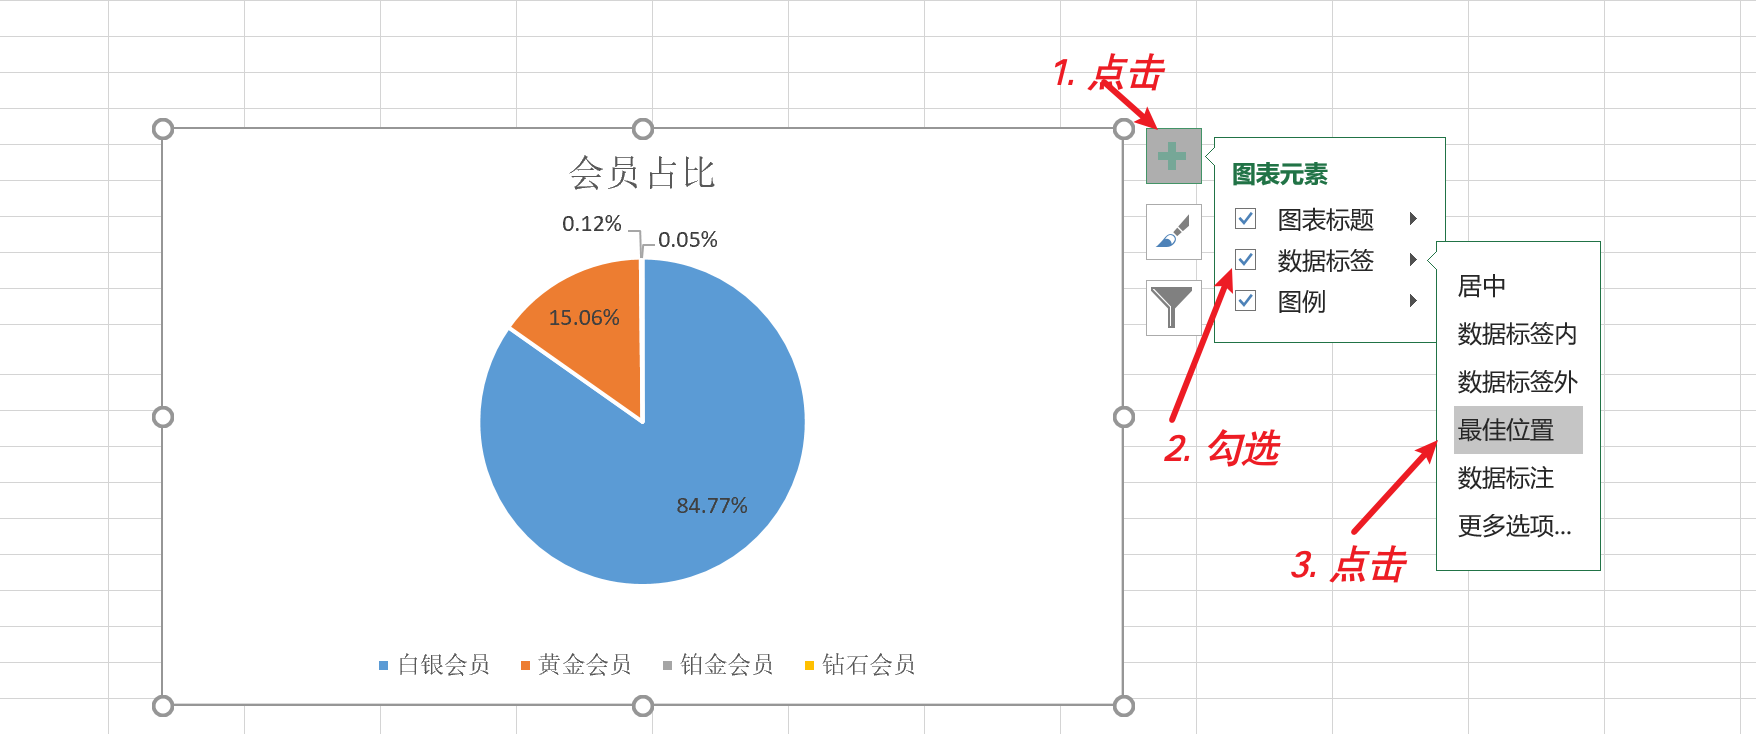 1. 点击
会员占比
0.12%
0.05%
15.06%
84.77%
白银会员 黄金会员 铂金会员 钻石会员
图表元素
图表标题
数据标签
图例
2. 勾选
居中
数据标签内
数据标签外
最佳位置
数据标注
更多选项...
3. 点击